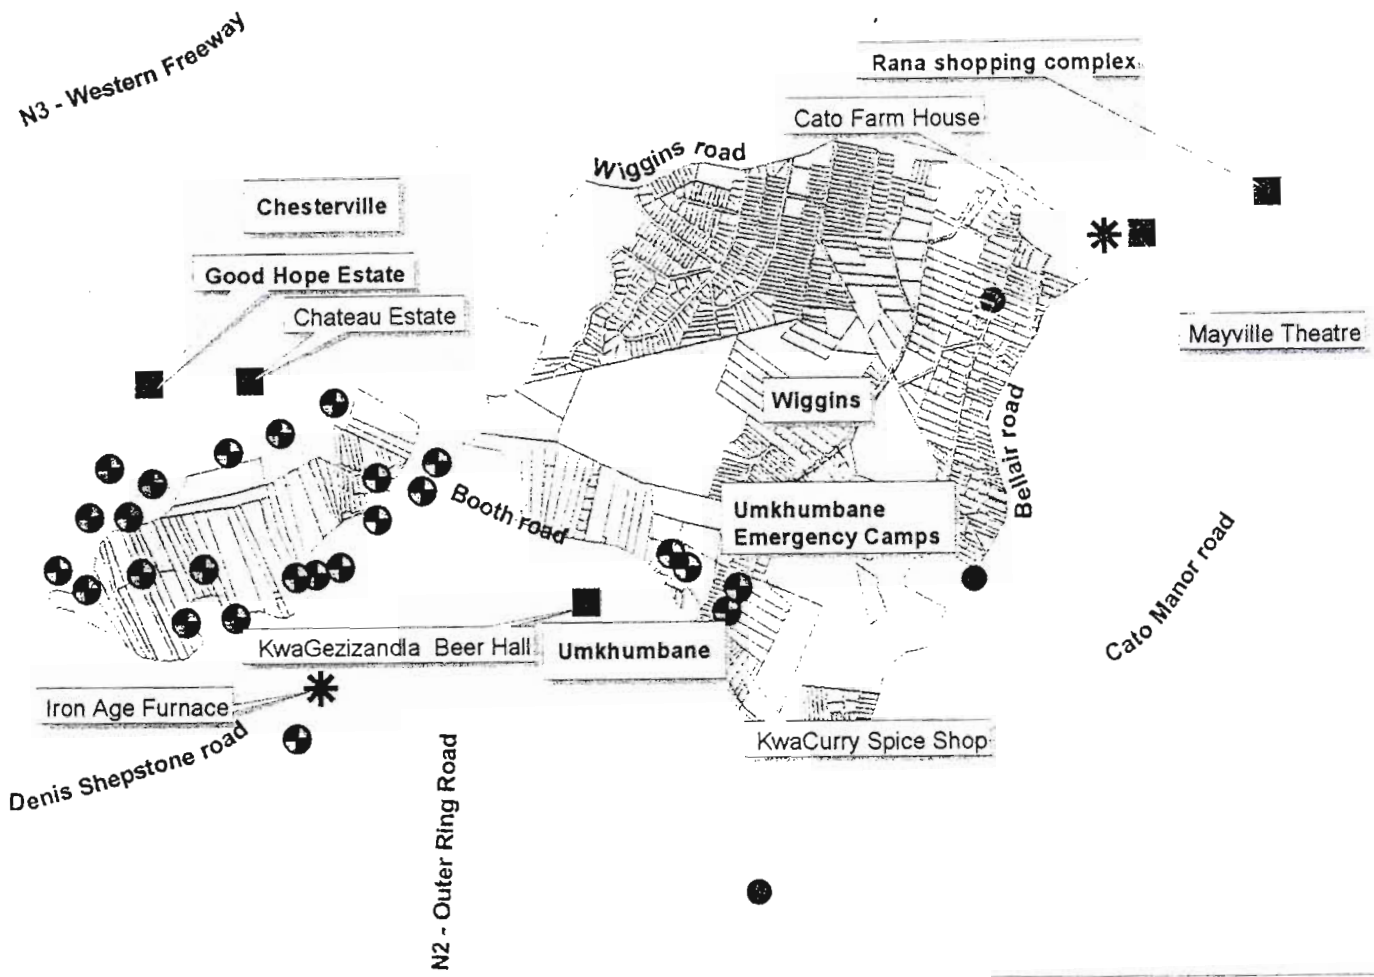 N3 - Western Freeway
Rana shopping complex
Cato Farm House
Wiggins road
Chesterville
Good Hope Estate
Chateau Estate
Mayville Theatre
Wiggins
Bellair road
Booth road
Umkhumbane
Emergency Camps
Cato Manor road
KwaGezizandla Beer Hall
Umkhumbane
Iron Age Furnace
KwaCurry Spice Shop
Denis Shepstone road
N2 - Outer Ring Road